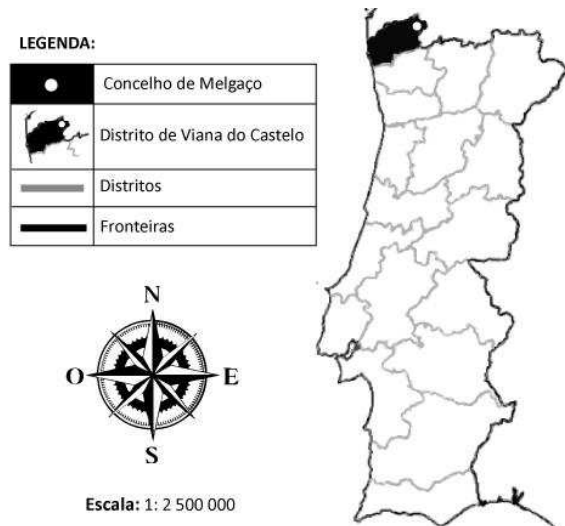 LEGENDA:
Concelho de Melgaço
Distrito de Viana do Castelo
Distritos
Fronteiras
N
O E
S
Escala: 1: 2 500 000